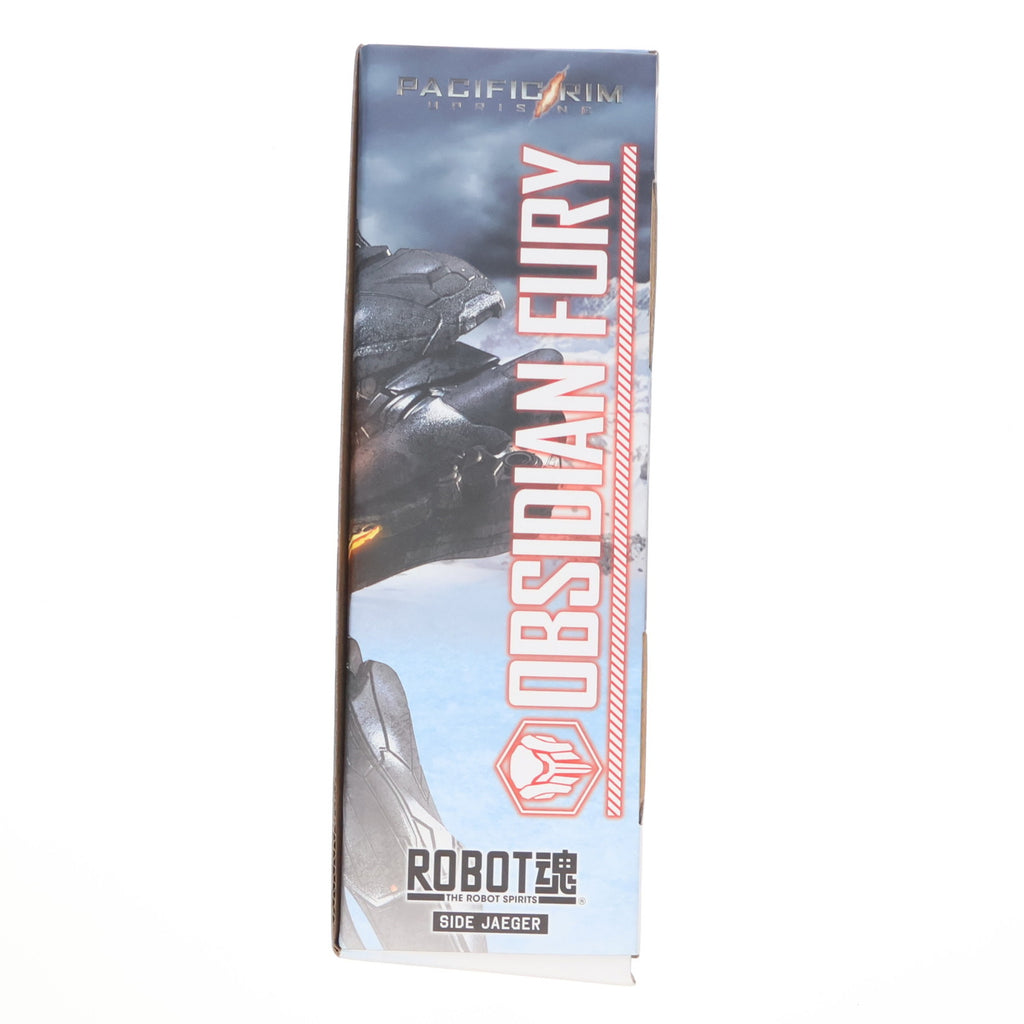 PACIFIC RIM
UPRISING
OBSIDIAN FURY
ROBOT魂
THE ROBOT SPIRITS
®
SIDE JAEGER